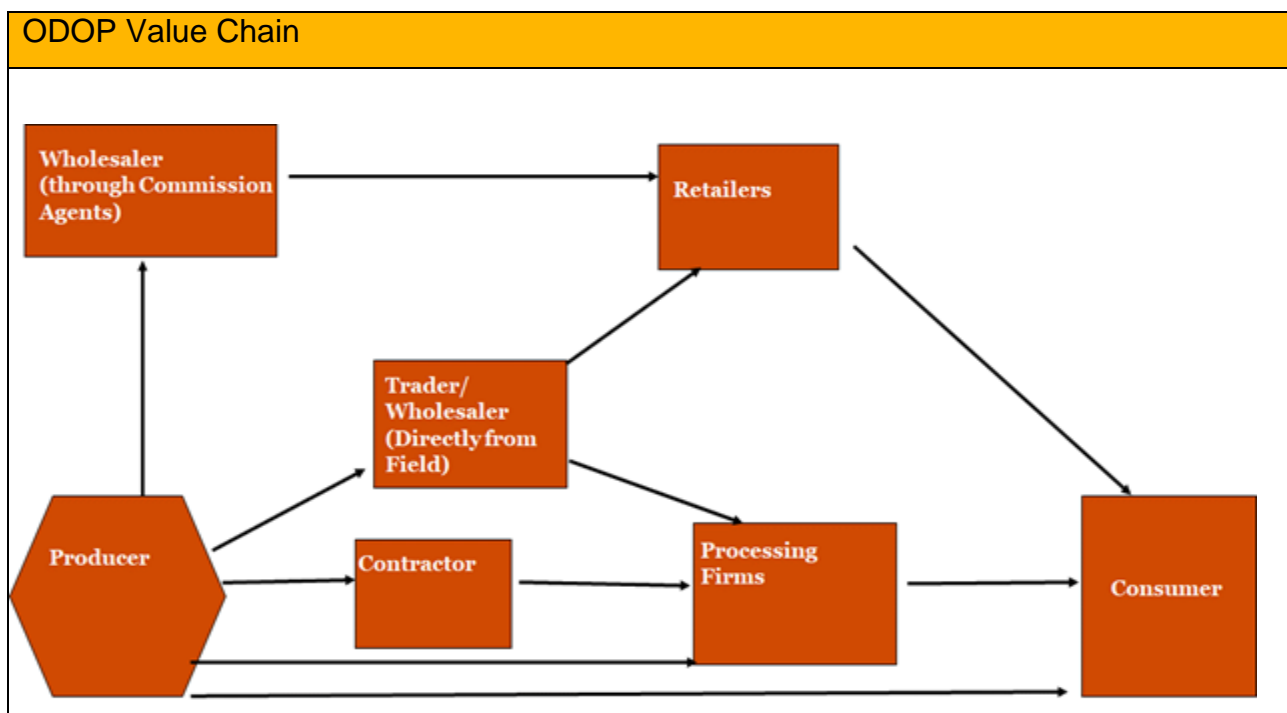 ODOP Value Chain
Wholesaler
(through Commission
Agents)
Retailers
Trader/
Wholesaler
(Directly from
Field)
Producer
Contractor
Processing
Firms
Consumer